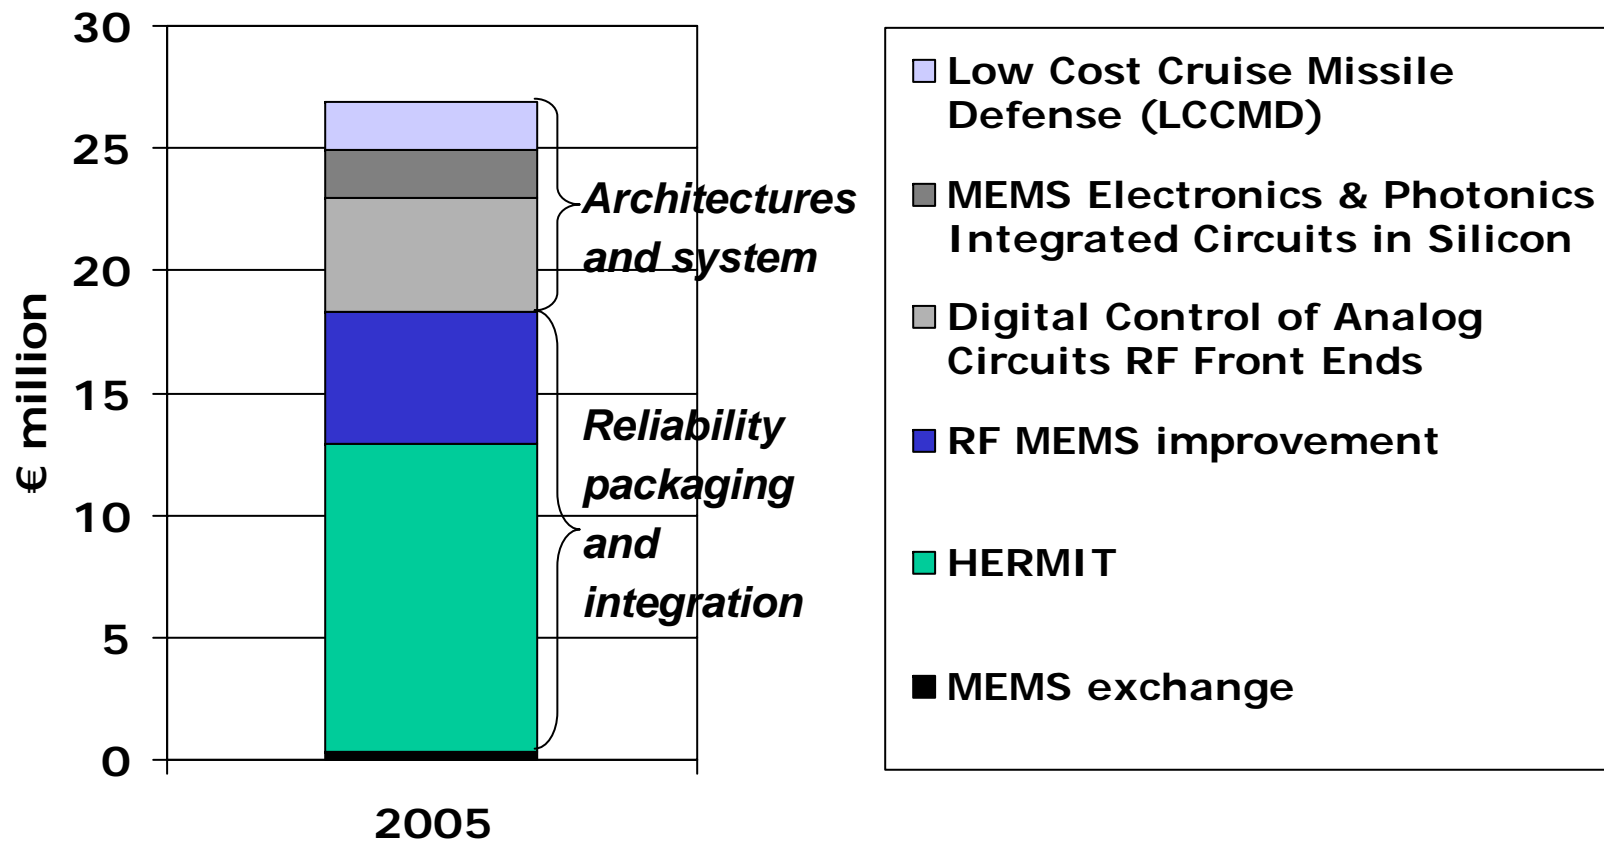 30
25
20
15
10
5
0
€ million
2005
Architectures
and system
Reliability
packaging
and
integration
Low Cost Cruise Missile
Defense (LCCMD)
MEMS Electronics & Photonics
Integrated Circuits in Silicon
Digital Control of Analog
Circuits RF Front Ends
RF MEMS improvement
HERMIT
MEMS exchange